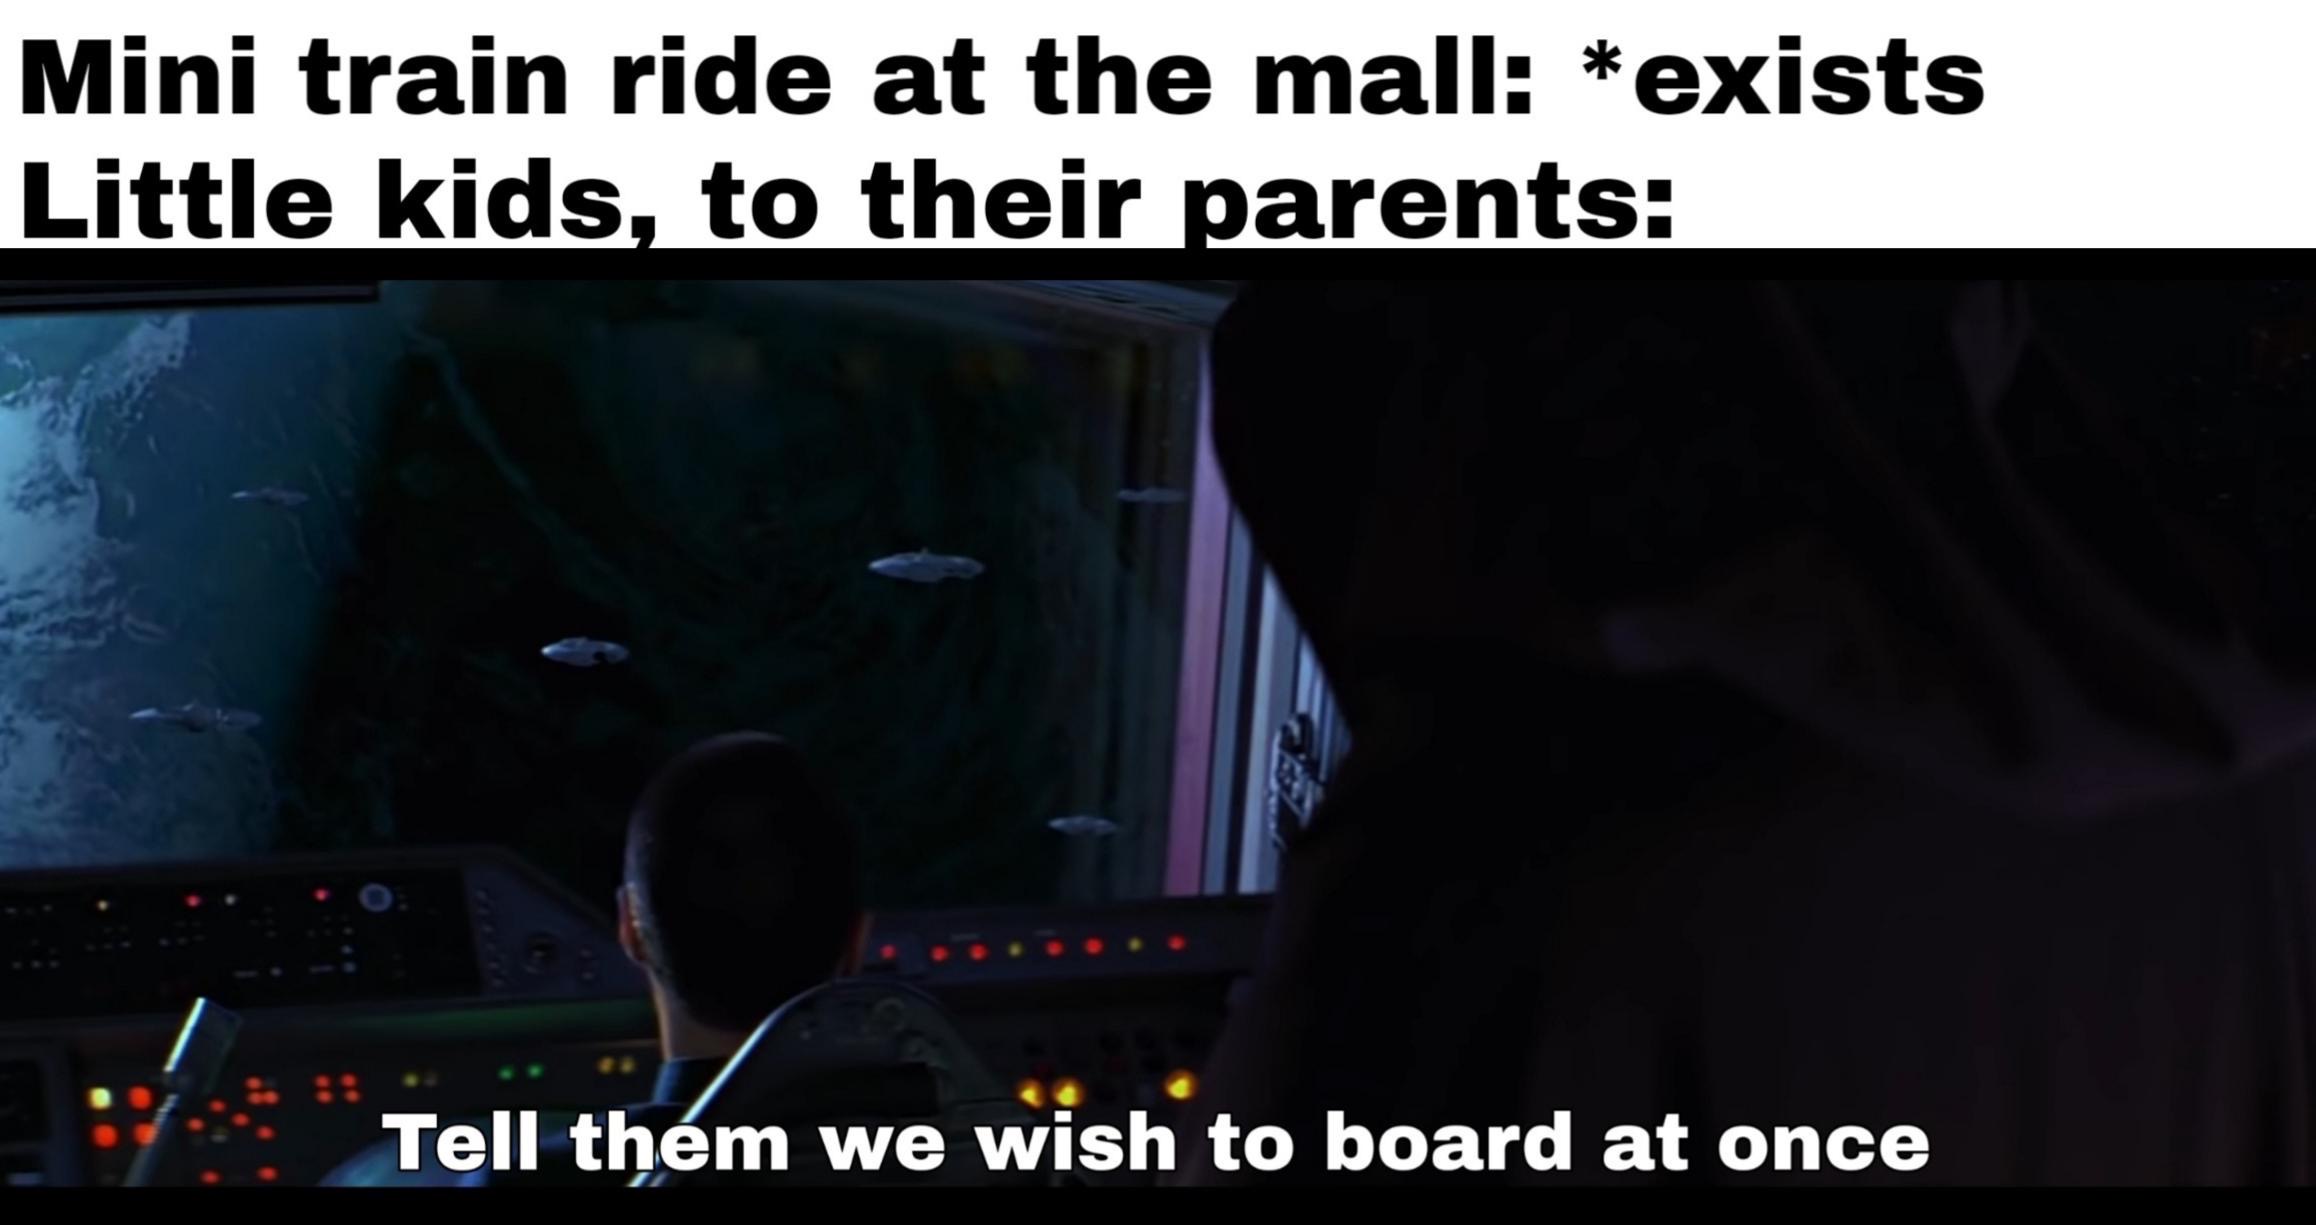 Mini train ride at the mall: *exists
Little kids, to their parents:
Tell them we wish to board at once